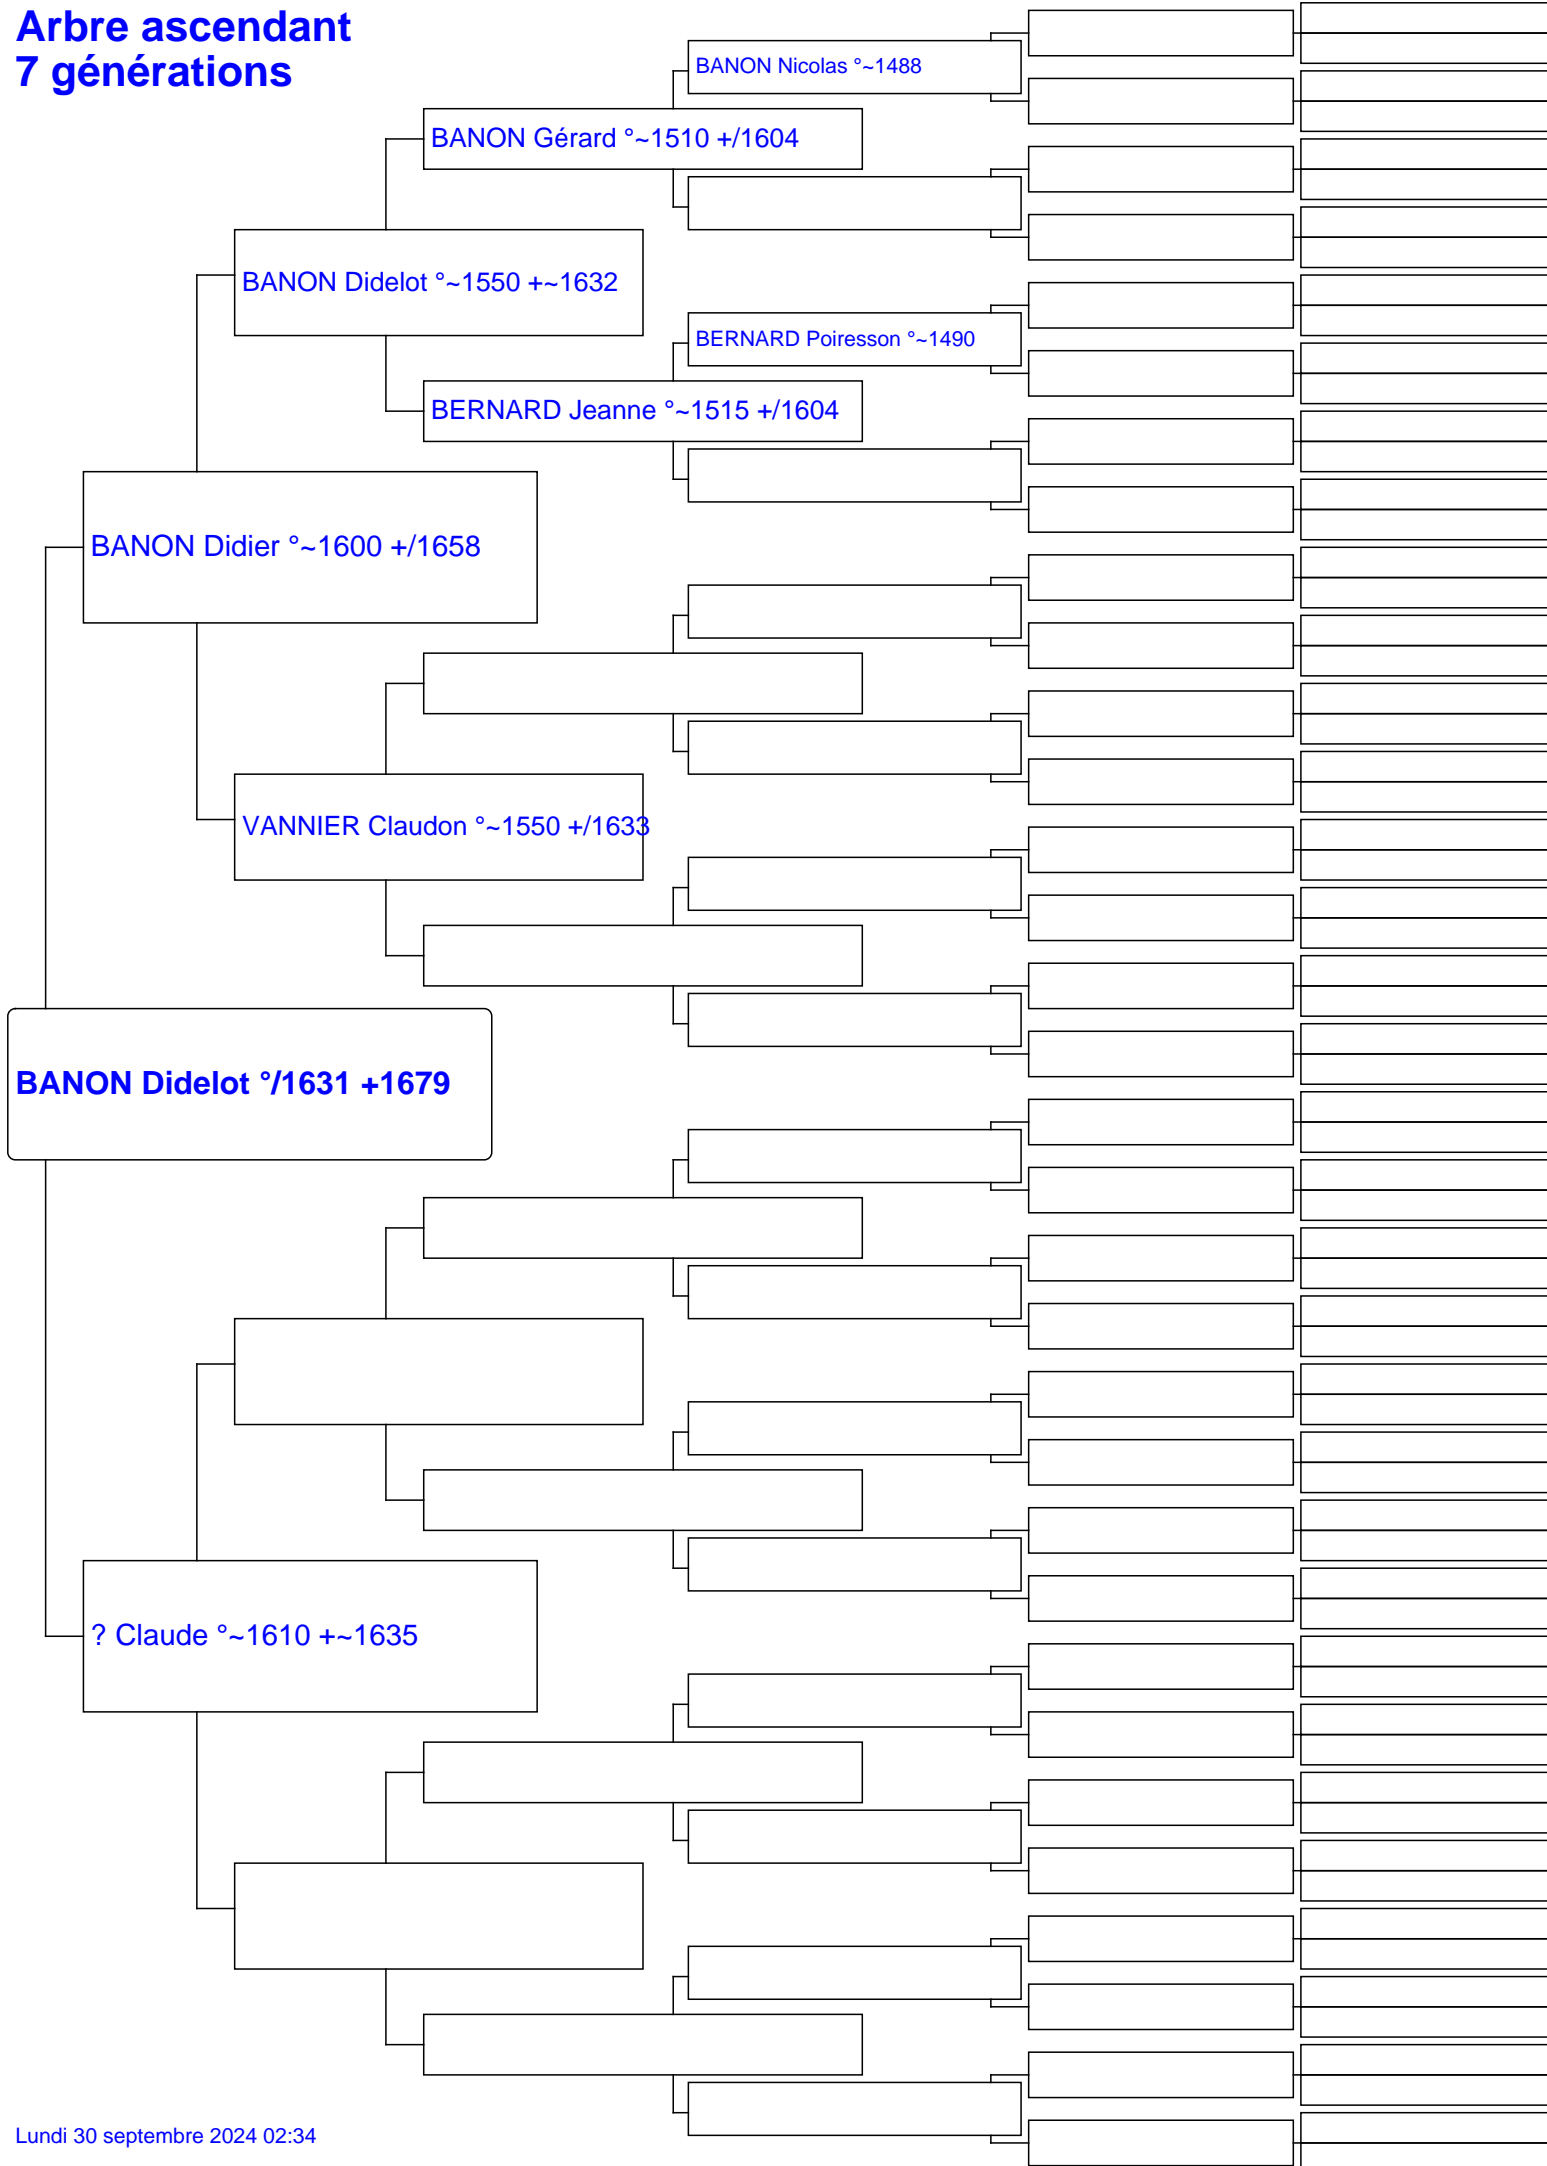 Arbre ascendant
7 générations
BANON Nicolas °~1488
BANON Gérard °~1510 +/1604
BANON Didelot °~1550 +~1632
BERNARD Poiresson °~1490
BERNARD Jeanne °~1515 +/1604
BANON Didier °~1600 +/1658
VANNIER Claudon °~1550 +/1633
BANON Didelot °/1631 +1679
? Claude °~1610 +~1635
Lundi 30 septembre 2024 02:34